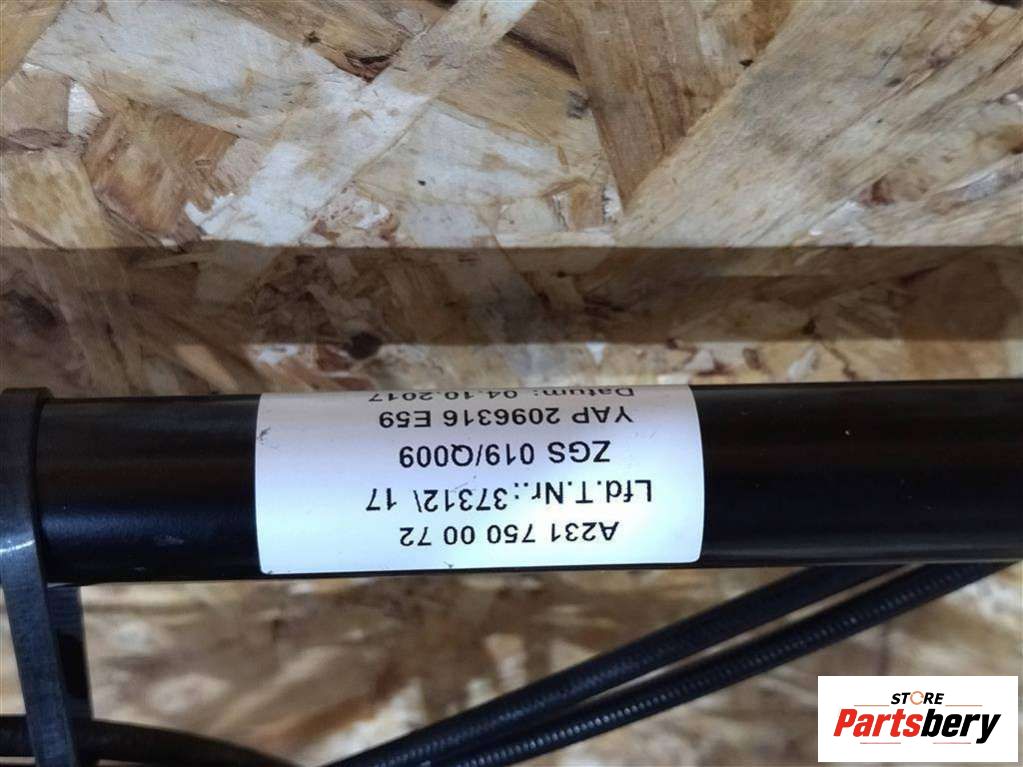 A231 750 00 72
Lfd.T.Nr.:37312\ 17
ZGS 019/Q009
YAP 2096316 E59
Datum: 04.10.2017
STORE
Partsbery